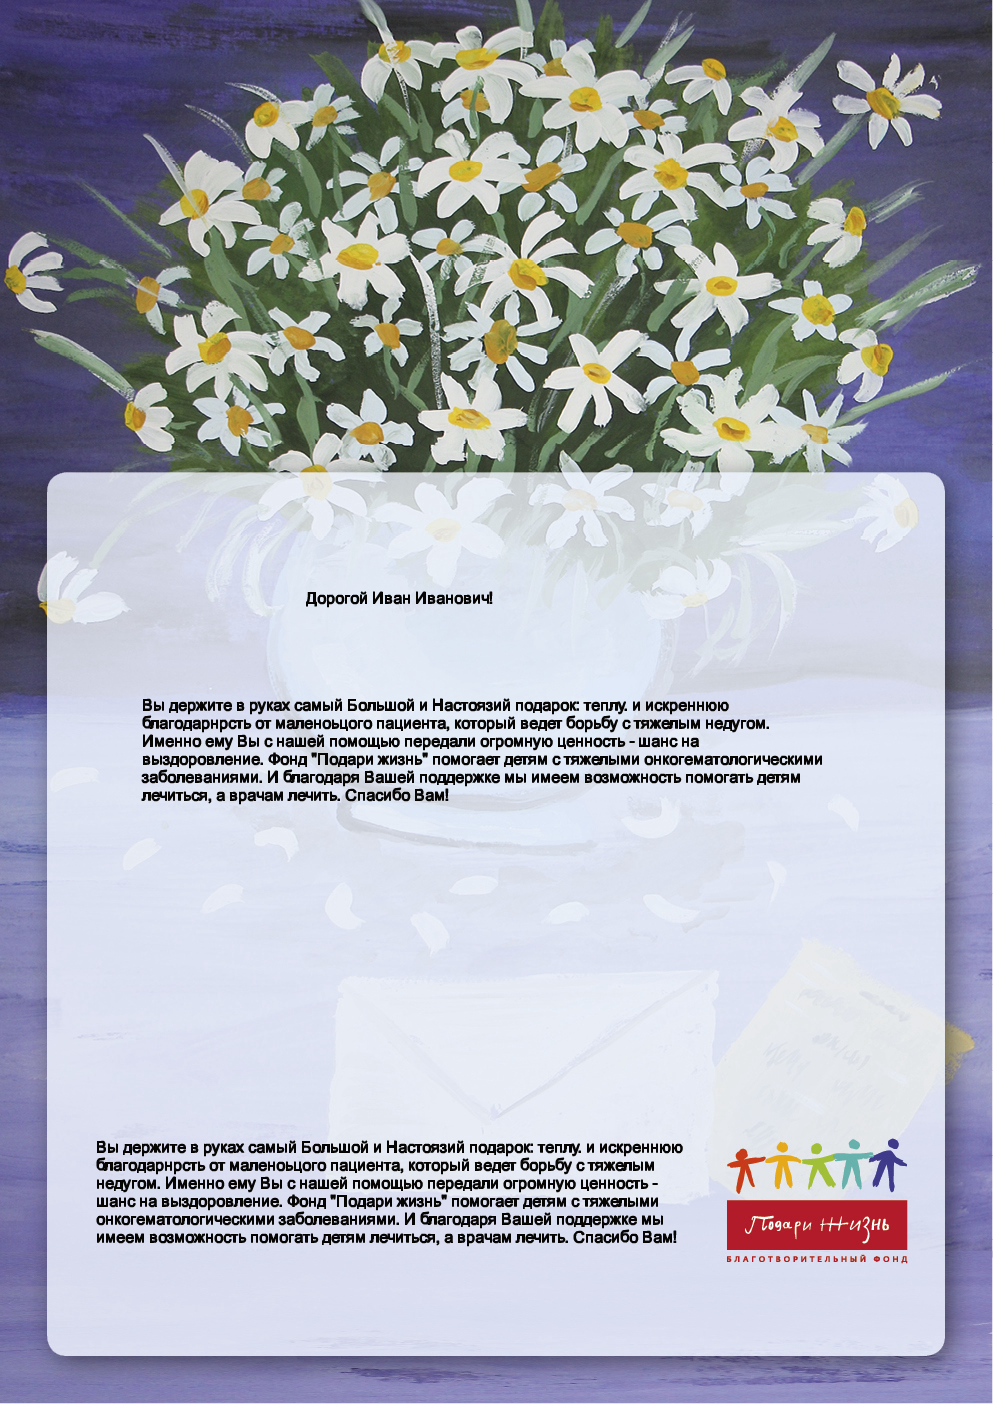 Дорогой Иван Иванович!
Вы держите в руках самый Большой и Настоязий подарок: теплу. и искреннюю
благодарнрсть от маленоьцого пациента, который ведет борьбу с тяжелым недугом.
Именно ему Вы с нашей помощью передали огромную ценность - шанс на
выздоровление. Фонд "Подари жизнь" помогает детям с тяжелыми онкогематологическими
заболеваниями. И благодаря Вашей поддержке мы имеем возможность помогать детям
лечиться, а врачам лечить. Спасибо Вам!
Вы держите в руках самый Большой и Настоязий подарок: теплу. и искреннюю
благодарнрсть от маленоьцого пациента, который ведет борьбу с тяжелым
недугом. Именно ему Вы с нашей помощью передали огромную ценность -
шанс на выздоровление. Фонд "Подари жизнь" помогает детям с тяжелыми
онкогематологическими заболеваниями. И благодаря Вашей поддержке мы
имеем возможность помогать детям лечиться, а врачам лечить. Спасибо Вам!
Подари жизнь
БЛАГОТВОРИТЕЛЬНЫЙ ФОНД